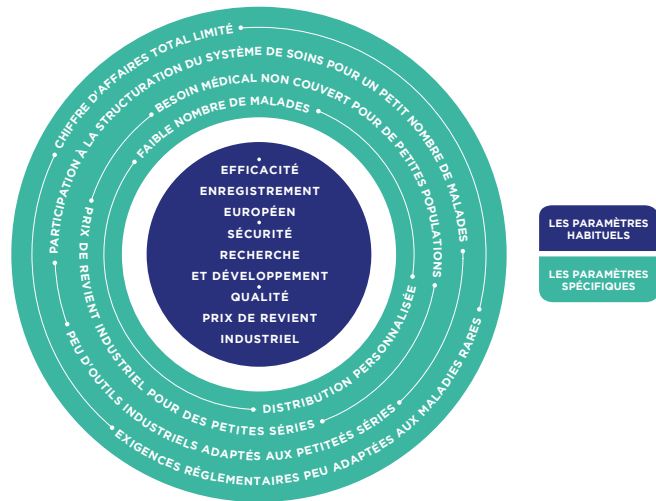 CHIFFRE D'AFFAIRES TOTAL LIMITÉ
PARTICIPATION À LA STRUCTURATION DU SYSTÈME DE SOINS POUR UN PETIT NOMBRE DE MALADES
BESOIN MÉDICAL NON COUVERT POUR DE PETITES POPULATIONS
FAIBLE NOMBRE DE MALADES
EFFICACITÉ
ENREGISTREMENT
EUROPÉEN
SÉCURITÉ
RECHERCHE
ET DÉVELOPPEMENT
QUALITÉ
PRIX DE REVIENT
INDUSTRIEL
DISTRIBUTION PERSONNALISÉE
PRIX DE REVIENT INDUSTRIEL POUR DES PETITES SÉRIES
PEU D'OUTILS INDUSTRIELS ADAPTÉS AUX PETITEÉS SÉRIES
EXIGENCES RÉGLEMENTAIRES PEU ADAPTÉES AUX MALADIES RARES
LES PARAMÈTRES
HABITUELS
LES PARAMÈTRES
SPÉCIFIQUES